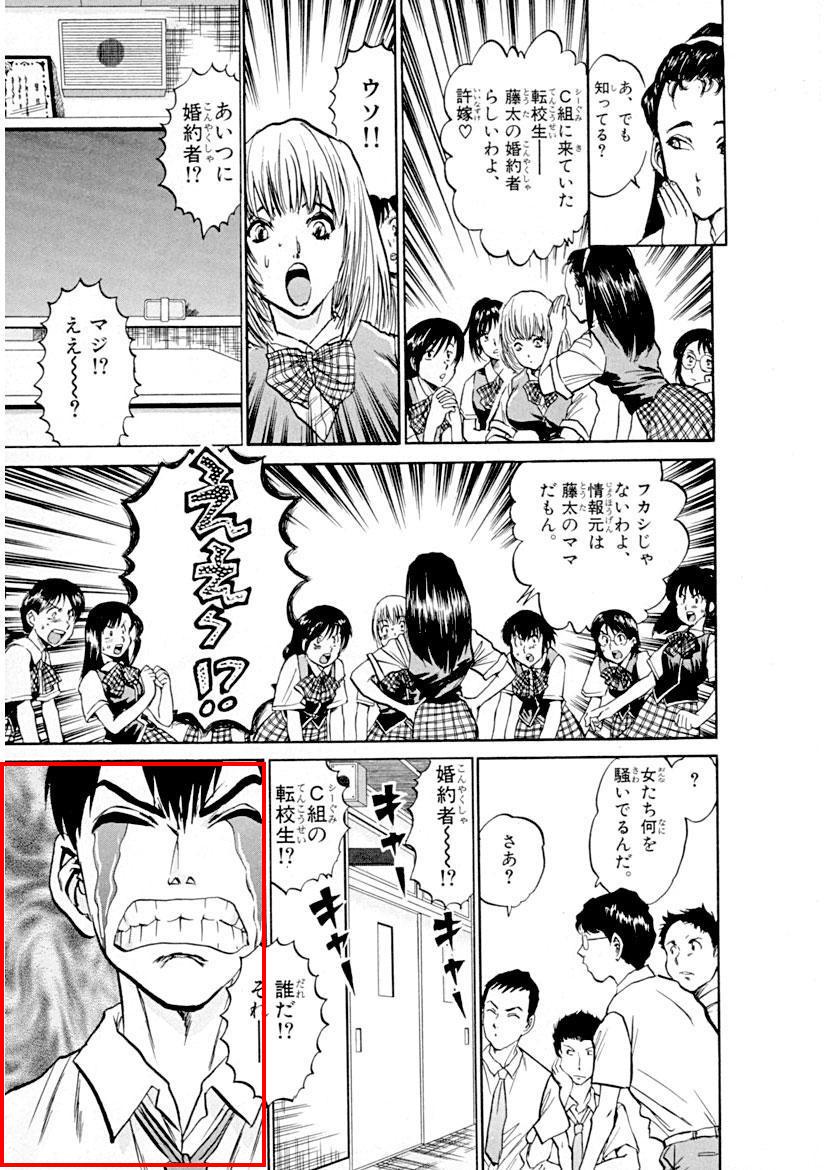 あ、でも
知ってる？
Ｃ組に来ていた
転校生――
藤太の婚約者
らしいわよ、
許嫁♡
ウソ!!
あいつに
婚約者!?
マジ!?
ええ〜〜〜？
フカシじゃ
ないわよ、
情報元は
藤太のママ
だもん。
ええぇ〜!?
？
女たち何を
騒いでるんだ。
さあ？
婚約者
〜〜〜!?
キャー
キャー
キャー
Ｃ組の
転校生!?
誰だ!?
それ――